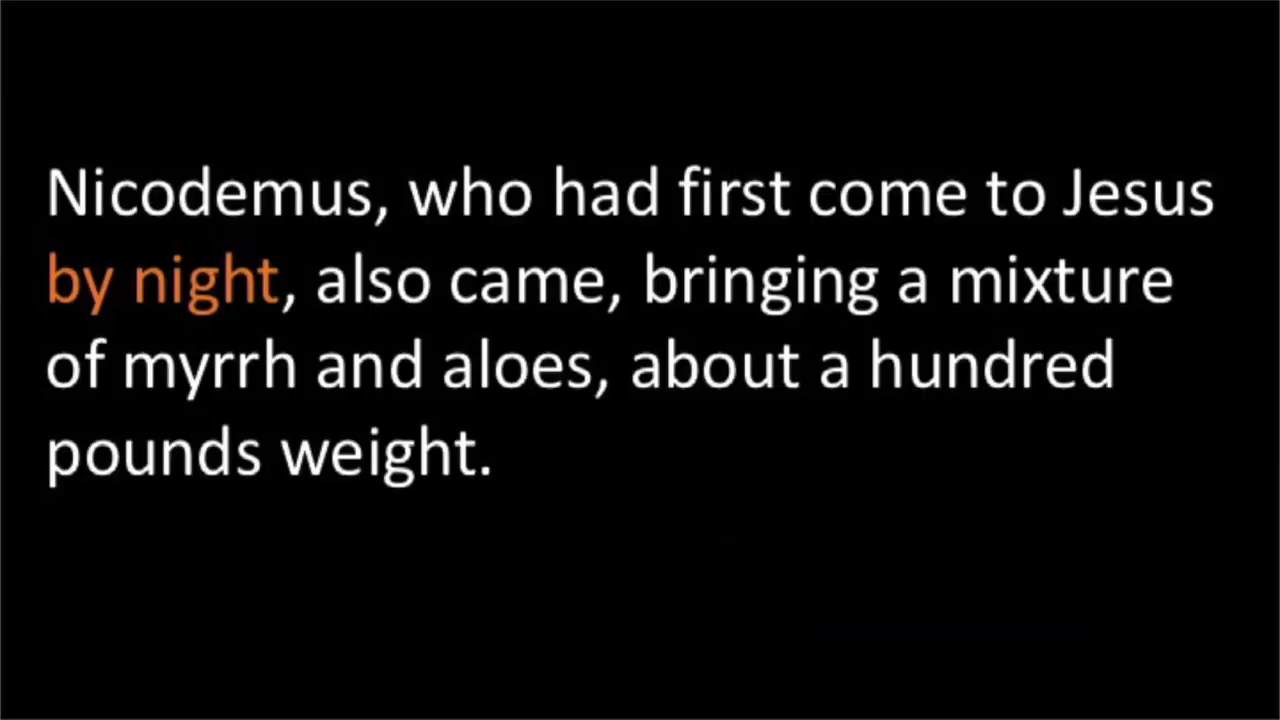 Nicodemus, who had first come to Jesus
by night, also came, bringing a mixture
of myrrh and aloes, about a hundred
pounds weight.